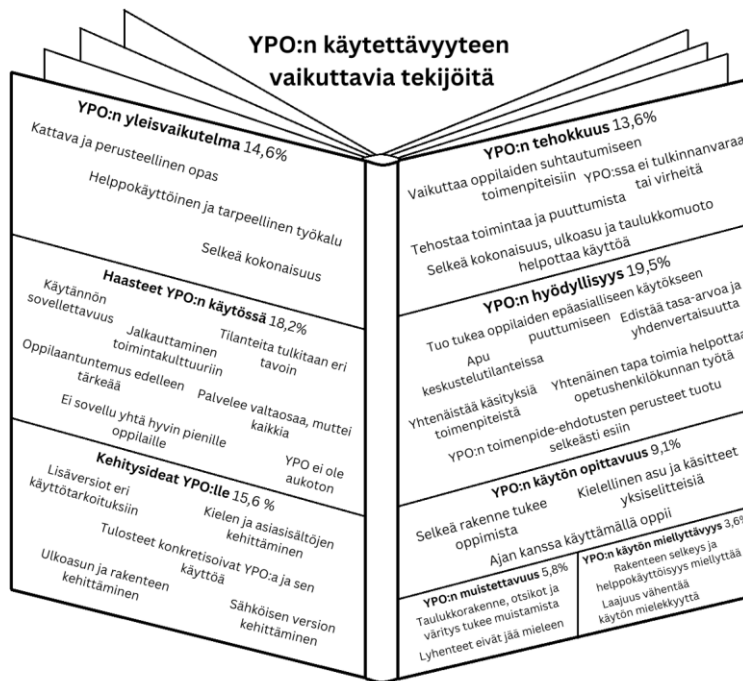 YPO:n käytettävyyteen
vaikuttavia tekijöitä
YPO:n yleisvaikutelma 14,6%
Kattava ja perusteellinen opas
Helppokäyttöinen ja tarpeellinen työkalu
Selkeä kokonaisuus
Haasteet YPO:n käytössä 18,2%
Käytännön
sovellettavuus
Jalkauttaminen
toimintakulttuuriin
Tilanteita tulkitaan eri
tavoin
Oppilaantuntemus edelleen
tärkeää
Palvelee valtaosaa, muttei
kaikkia
Ei sovellu yhtä hyvin pienille
oppilaille
YPO ei ole
aukoton
Kehitysideat YPO:lle 15,6 %
Lisäversiot eri
käyttötarkoituksiin
Kielen ja asiasisältöjen
kehittäminen
Tulosteet konkretisoivat YPO:a ja sen
käyttöä
Ulkoasun ja rakenteen
kehittäminen
Sähköisen version
kehittäminen
YPO:n tehokkuus 13,6%
Vaikuttaa oppilaiden suhtautumiseen
toimenpiteisiin
YPO:ssa ei tulkinnanvaraa
tai virheitä
Tehostaa toimintaa ja puuttumista
Selkeä kokonaisuus, ulkoasu ja taulukkomuoto
helpottaa käyttöä
YPO:n hyödyllisyys 19,5%
Tuo tukea oppilaiden epäasialliseen käytökseen
puuttumiseen
Apu
keskustelutilanteissa
Edistää tasa-arvoa ja
yhdenvertaisuutta
Yhtenäistää käsityksiä
toimenpiteistä
Yhtenäinen tapa toimia helpottaa
opetushenkilökunnan työtä
YPO:n toimenpide-ehdotusten perusteet tuotu
selkeästi esiin
YPO:n käytön opittavuus 9,1%
Selkeä rakenne tukee
oppimista
Kielellinen asu ja käsitteet
yksiselitteisiä
Ajan kanssa käyttämällä oppii
YPO:n muistettavuus 5,8%
Taulukkorakenne, otsikot ja
väritys tukee muistamista
Lyhenteet eivät jää mieleen
YPO:n käytön miellyttävyys 3,6%
Rakenteen selkeys ja
helppokäyttöisyys miellyttää
Laajuus vähentää
käytön mielekkyyttä